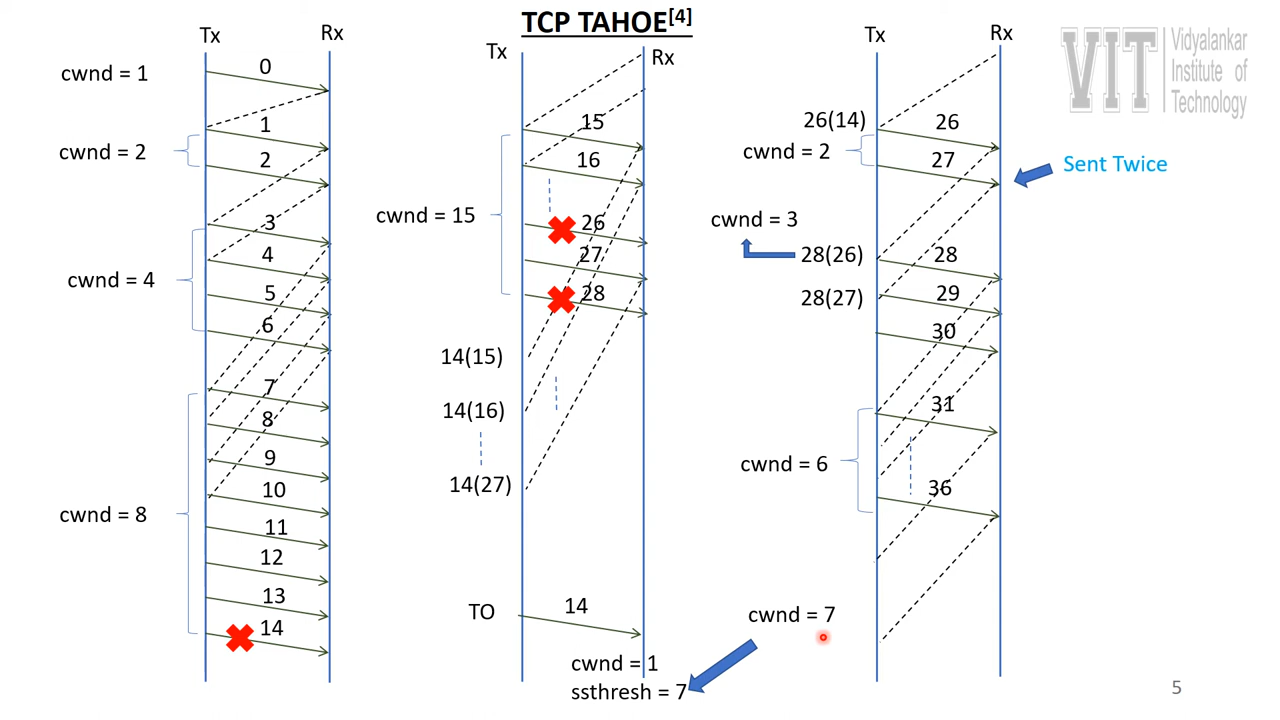 TCP TAHOE[4]
Tx
Rx
cwnd = 1
0
1
cwnd = 2
2
3
4
cwnd = 4
5
6
7
8
9
10
cwnd = 8
11
12
13
14
Tx
Rx
15
16
cwnd = 15
26
27
28
14(15)
14(16)
14(27)
TO
14
cwnd = 1
ssthresh = 7
Tx
Rx
26(14)
26
cwnd = 2
27
Sent Twice
cwnd = 3
28(26)
28
28(27)
29
30
31
cwnd = 6
36
cwnd = 7
VIT
Vidyalankar
Institute of
Technology
5